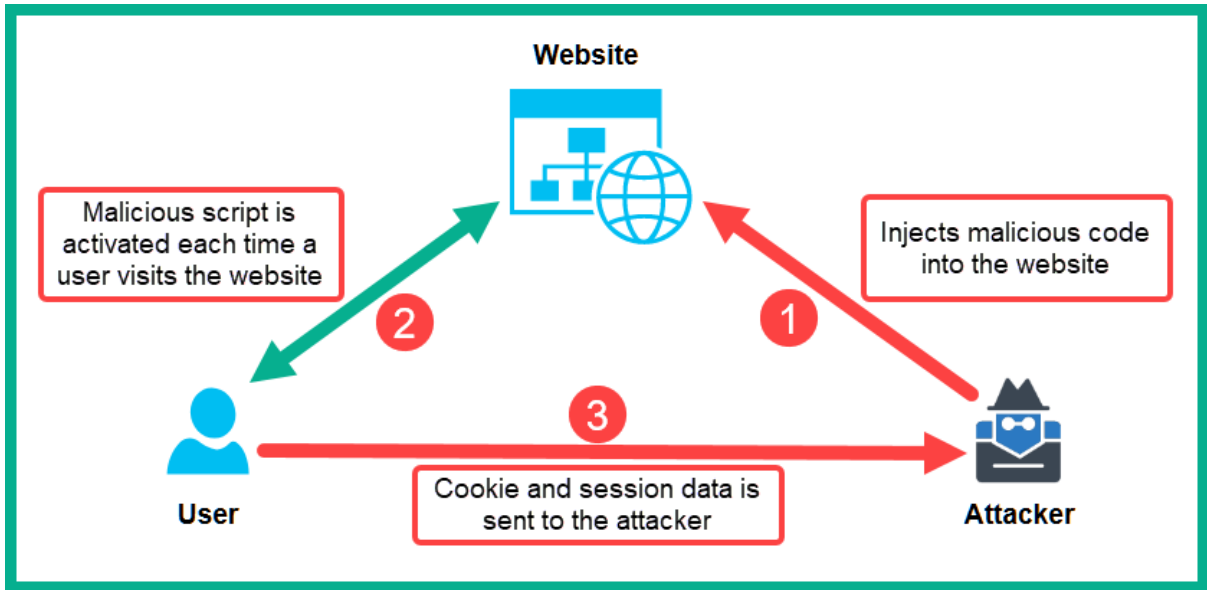 Website
Malicious script is
activated each time a
user visits the website
Injects malicious code
into the website
2
1
3
Cookie and session data is
sent to the attacker
User
Attacker